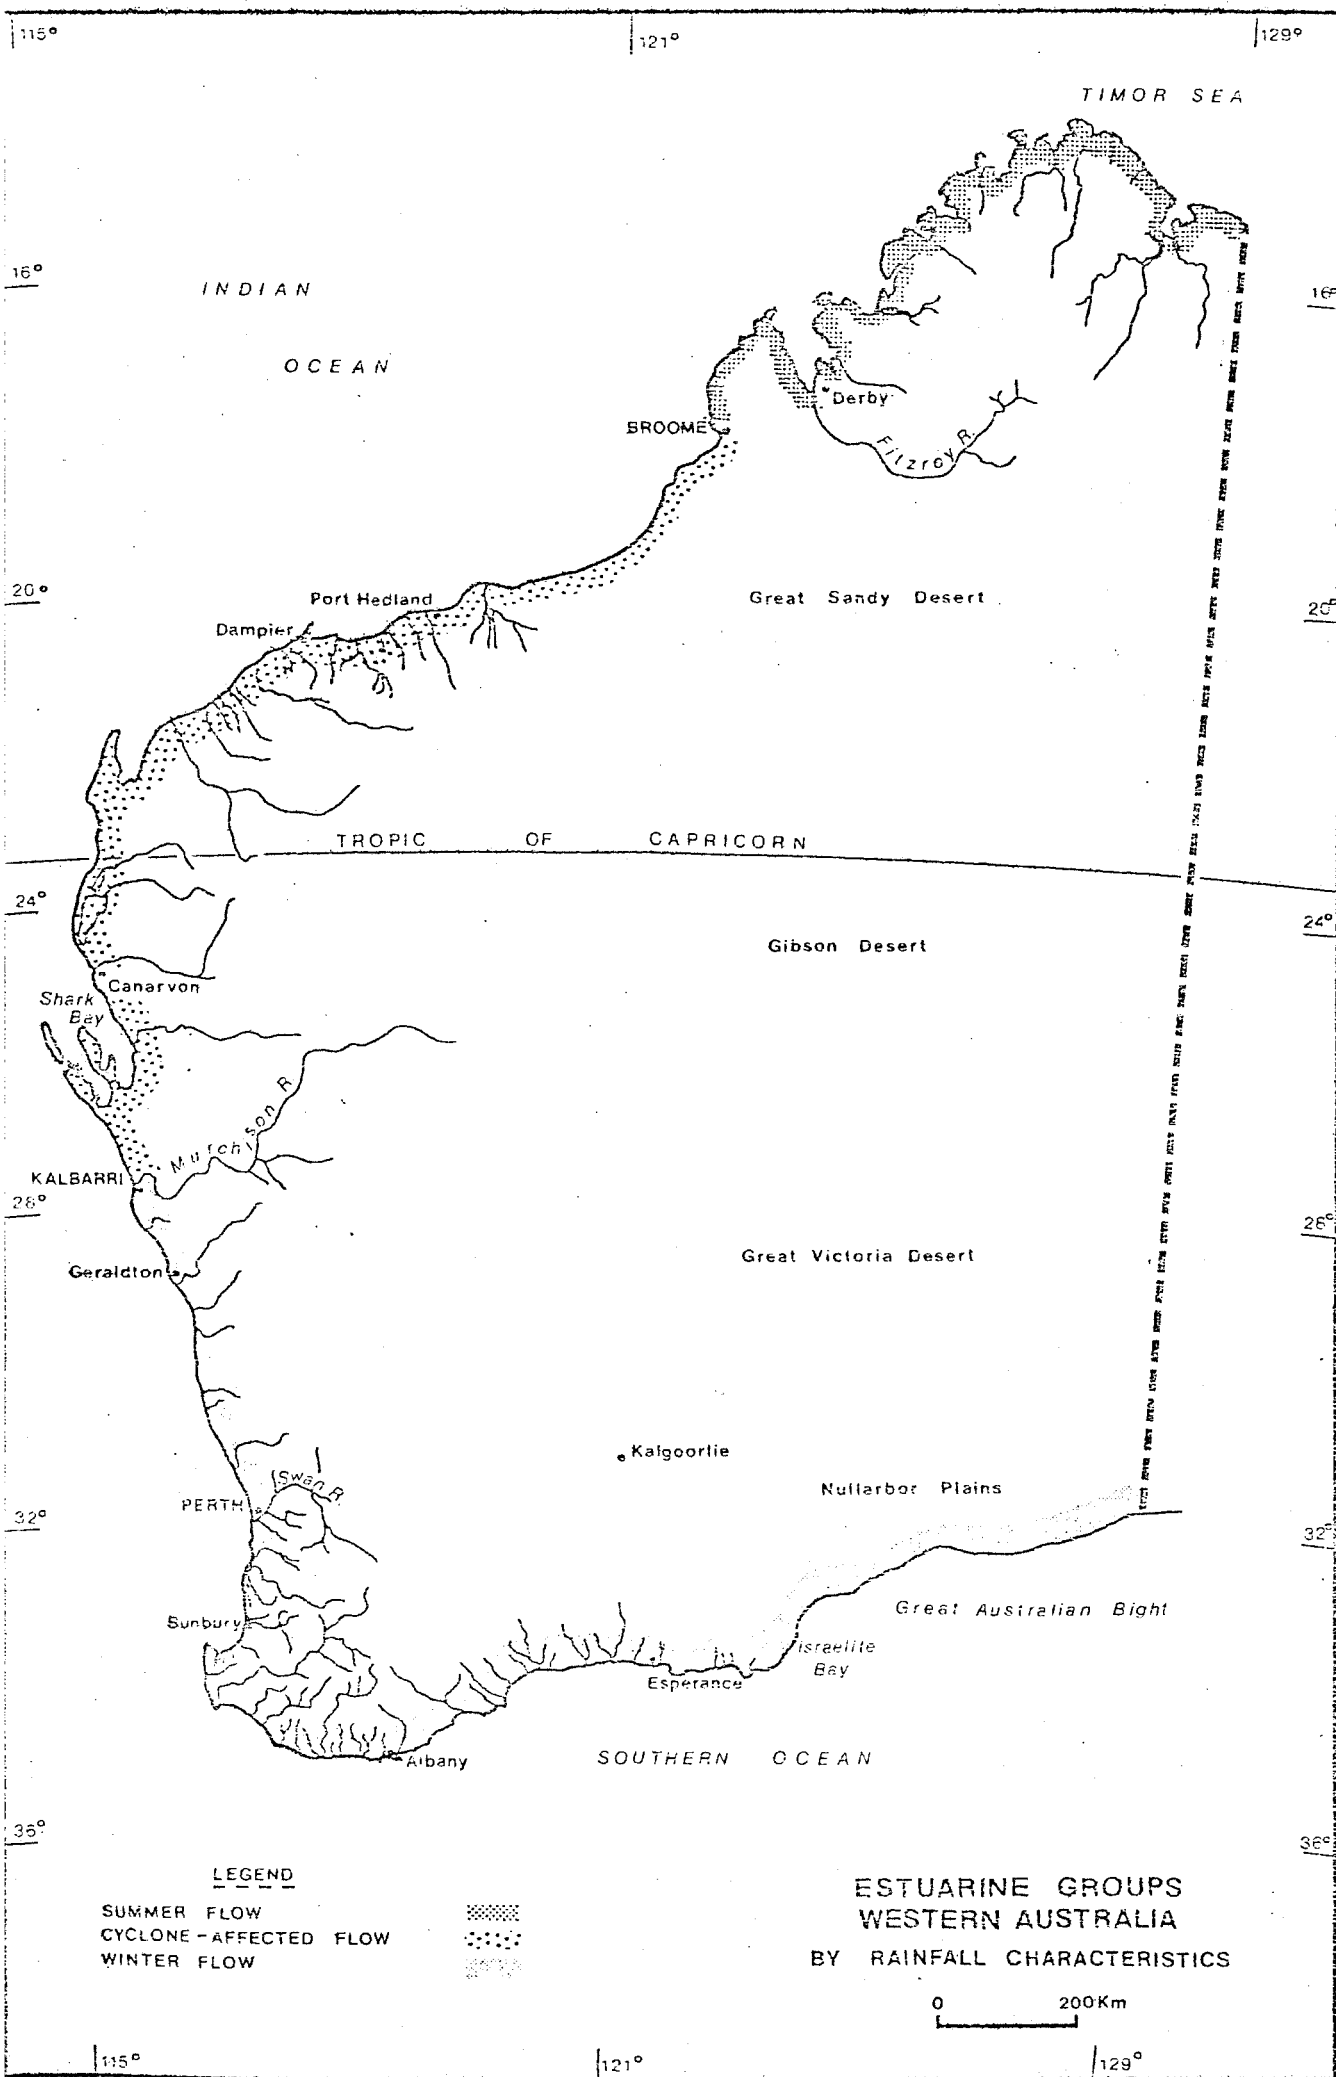 115°
121°
129°
TIMOR SEA
16°
INDIAN
OCEAN
16°
Derby
BROOME
Fitzroy R.
20°
Port Hedland
Dampier
Great Sandy Desert
20°
TROPIC OF CAPRICORN
24°
Gibson Desert
24°
Canarvon
Shark
Bay
Murchison R
KALBARRI
28°
28°
Great Victoria Desert
Geraldton
Kalgoorlie
Swan R.
PERTH
Nullarbor Plains
32°
32°
Great Australian Bight
Bunbury
Israelite
Bay
Esperance
Albany
SOUTHERN OCEAN
36°
36°
LEGEND
SUMMER FLOW
CYCLONE-AFFECTED FLOW
WINTER FLOW
ESTUARINE GROUPS
WESTERN AUSTRALIA
BY RAINFALL CHARACTERISTICS
0 200 Km
115°
121°
129°